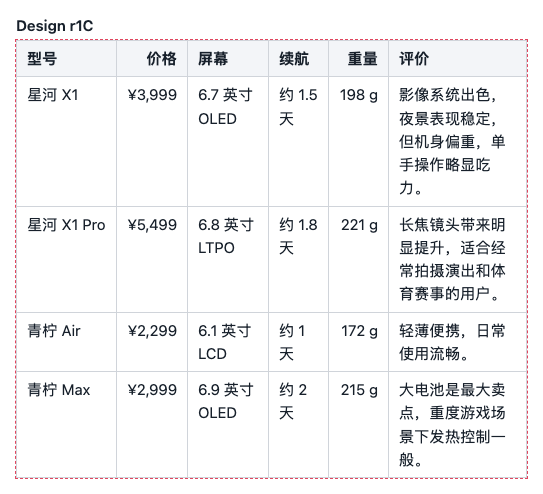 Design r1C
型号 价格 屏幕 续航 重量 评价
星河 X1 ¥3,999 6.7 英寸 约 1.5 198 g 影像系统出色，
OLED 天 夜景表现稳定，
但机身偏重，单
手操作略显吃
力。
星河 X1 Pro ¥5,499 6.8 英寸 约 1.8 221 g 长焦镜头带来明
LTPO 天 显提升，适合经
常拍摄演出和体
育赛事的用户。
青柠 Air ¥2,299 6.1 英寸 约 1 172 g 轻薄便携，日常
LCD 天 使用流畅。
青柠 Max ¥2,999 6.9 英寸 约 2 215 g 大电池是最大卖
OLED 天 点，重度游戏场
景下发热控制一
般。